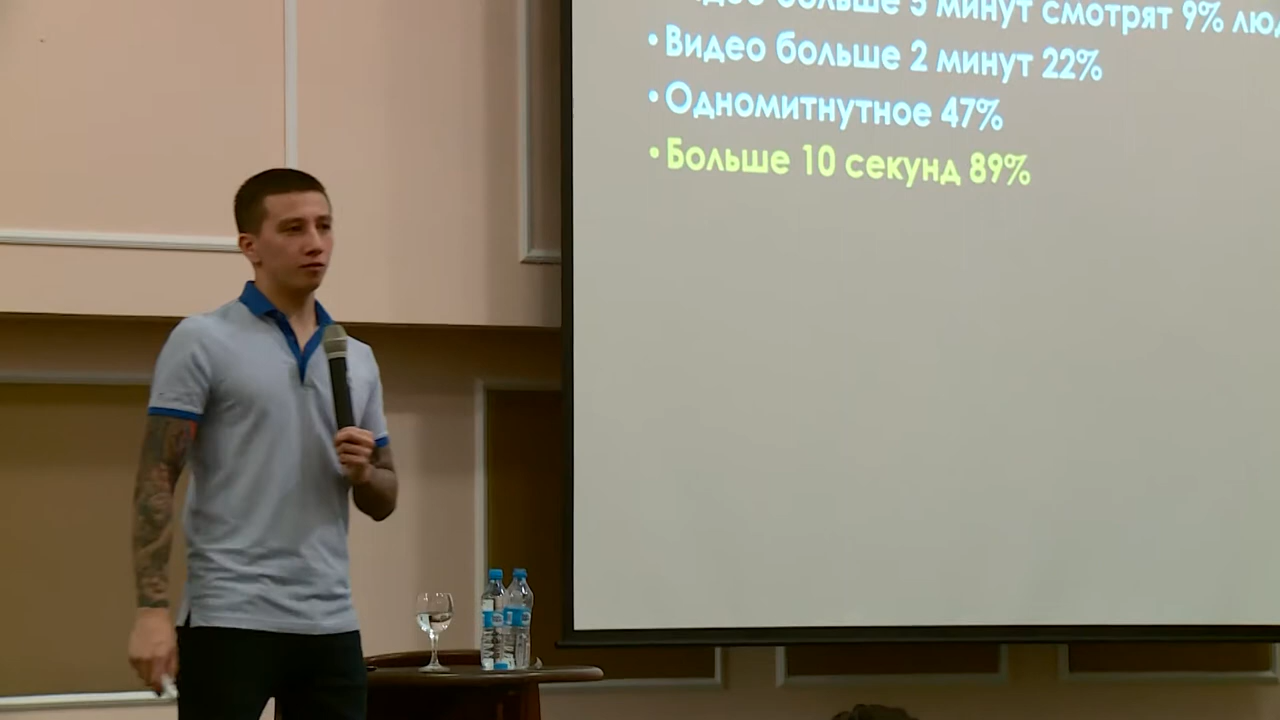 больше 5 минут смотрят 9%
• Видео больше 2 минут 22%
• Одномитнутное 47%
• Больше 10 секунд 89%